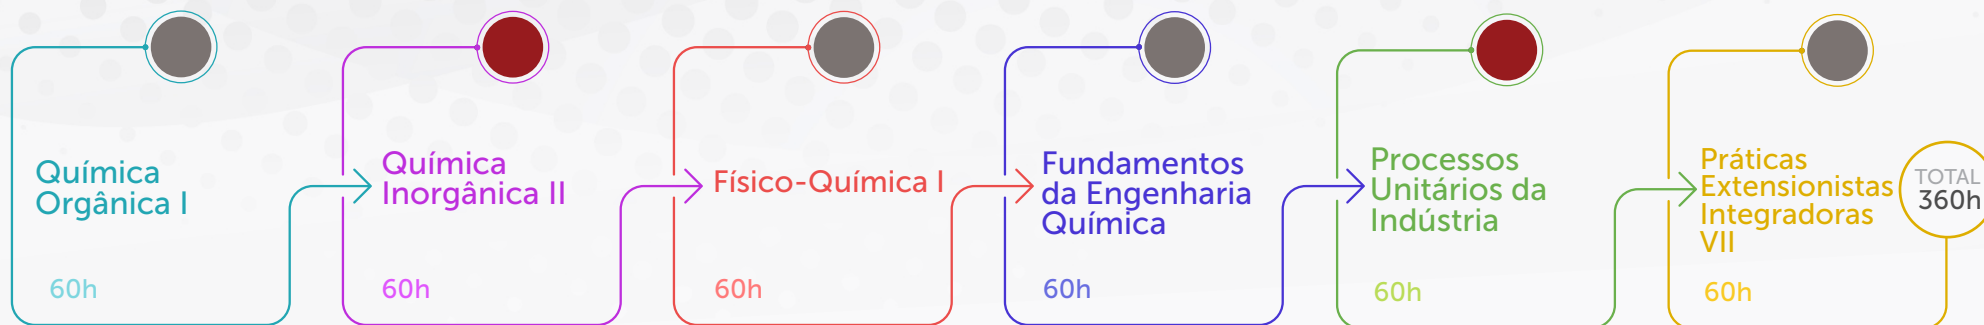 Química
Orgânica I
60h
Química
Inorgânica II
60h
Físico-Química I
60h
Fundamentos
da Engenharia
Química
60h
Processos
Unitários da
Indústria
60h
Práticas
Extensionistas
Integradoras
VII
60h
TOTAL
360h